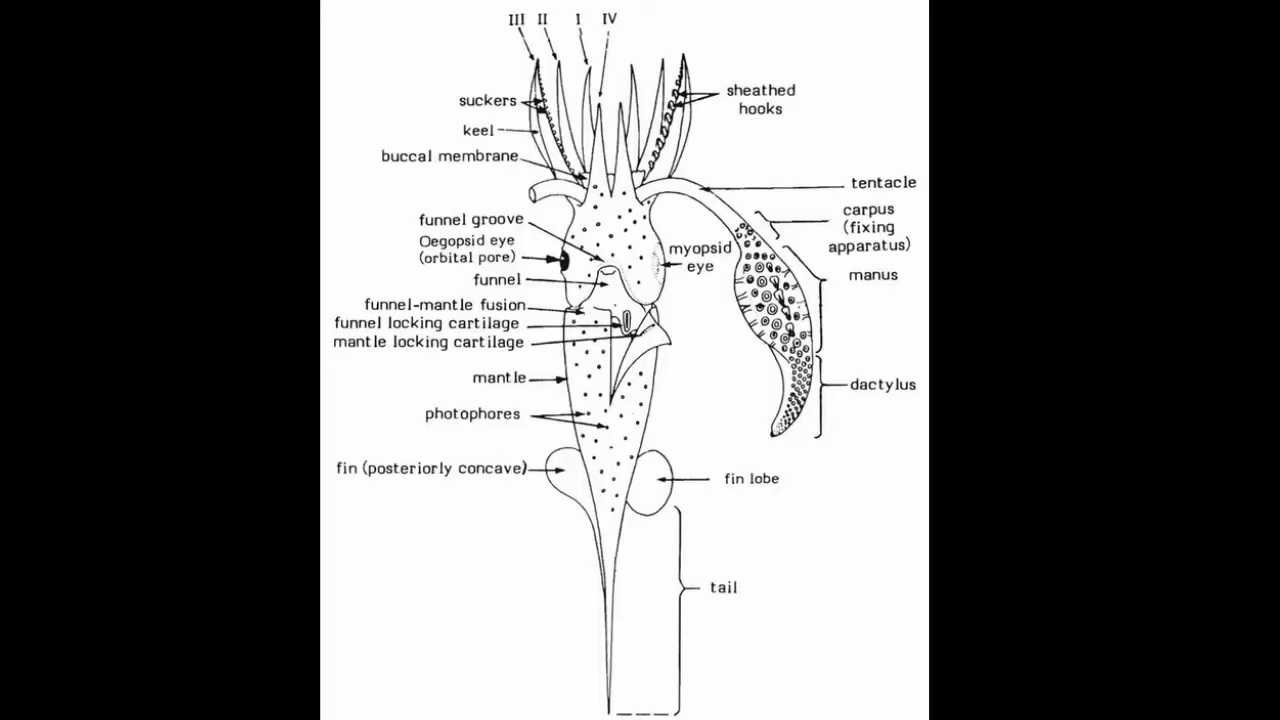 III II I IV
suckers
keel
buccal membrane
funnel groove
Oegopsid eye
(orbital pore)
funnel
funnel-mantle fusion
funnel locking cartilage
mantle locking cartilage
mantle
photophores
fin (posteriorly concave)
sheathed
hooks
tentacle
carpus
(fixing
apparatus)
myopsid
eye
manus
dactylus
fin lobe
tail